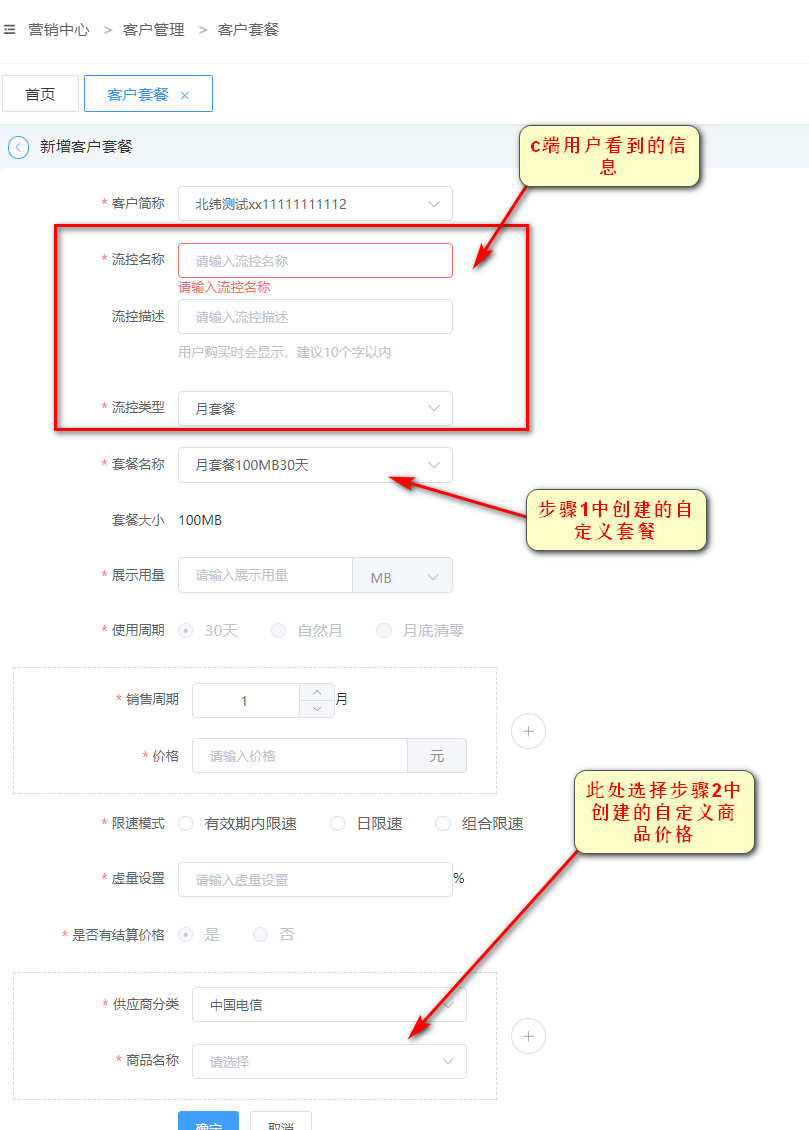 营销中心 > 客户管理 > 客户套餐
首页 客户套餐 ×
新增客户套餐
c端用户看到的信
息
* 客户简称 北纬测试xx11111111112
* 流控名称 请输入流控名称
请输入流控名称
流控描述 请输入流控描述
用户购买时会显示，建议10个字以内
* 流控类型 月套餐
* 套餐名称 月套餐100MB30天
步骤1中创建的自
定义套餐
套餐大小 100MB
* 展示用量 请输入展示用量 MB
* 使用周期 30天 自然月 月底清零
* 销售周期 1 月
* 价格 请输入价格 元
此处选择步骤2中
创建的自定义商
品价格
* 限速模式 有效期内限速 日限速 组合限速
* 虚量设置 请输入虚量设置 %
* 是否有结算价格 是 否
* 供应商分类 中国电信
* 商品名称 请选择
确定 取消